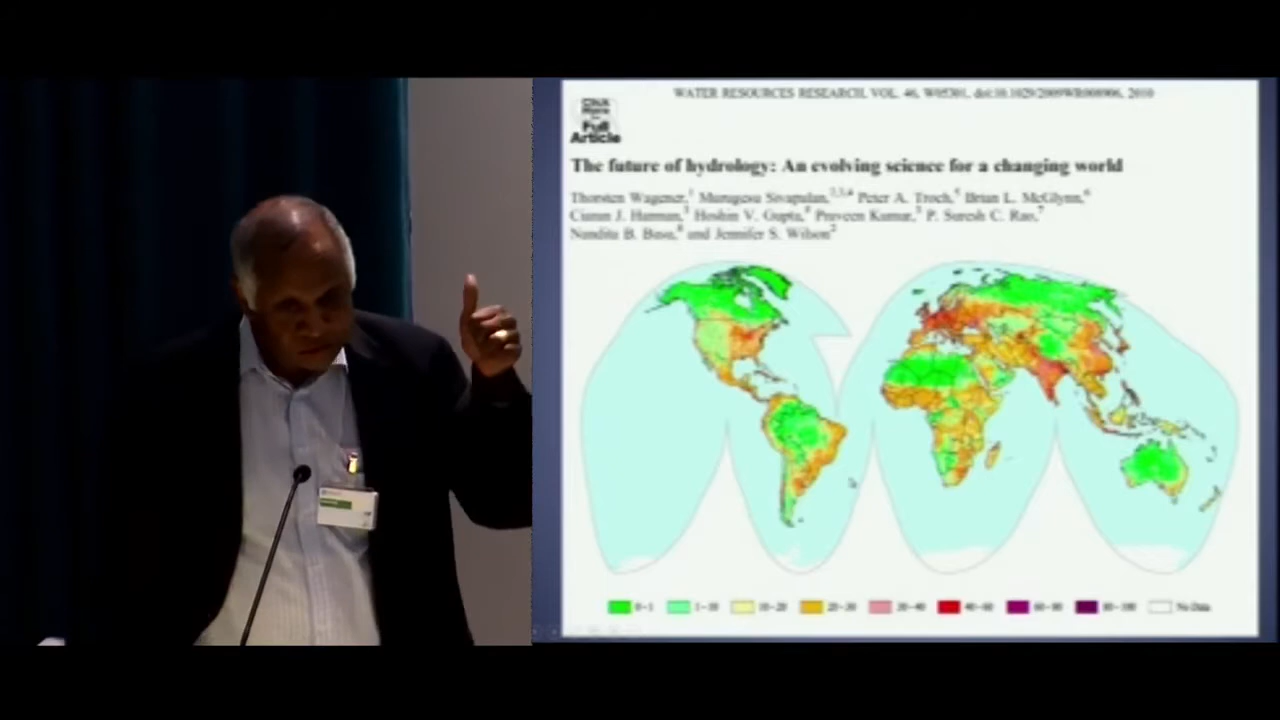 WATER RESOURCES RESEARCH, VOL. 46, W05301, doi:10.1029/2009WR008906, 2010
Click
Here
for
Full
Article
The future of hydrology: An evolving science for a changing world
Thorsten Wagener,1 Murugesu Sivapalan,2,3,4 Peter A. Troch,5 Brian L. McGlynn,6
Ciaran J. Harman,3 Hoshin V. Gupta,5 Praveen Kumar,3 P. Suresh C. Rao,7
Nandita B. Basu,8 and Jennifer S. Wilson2
0 - 1
1 - 10
10 - 20
20 - 30
30 - 40
40 - 60
60 - 80
80 - 100
No Data